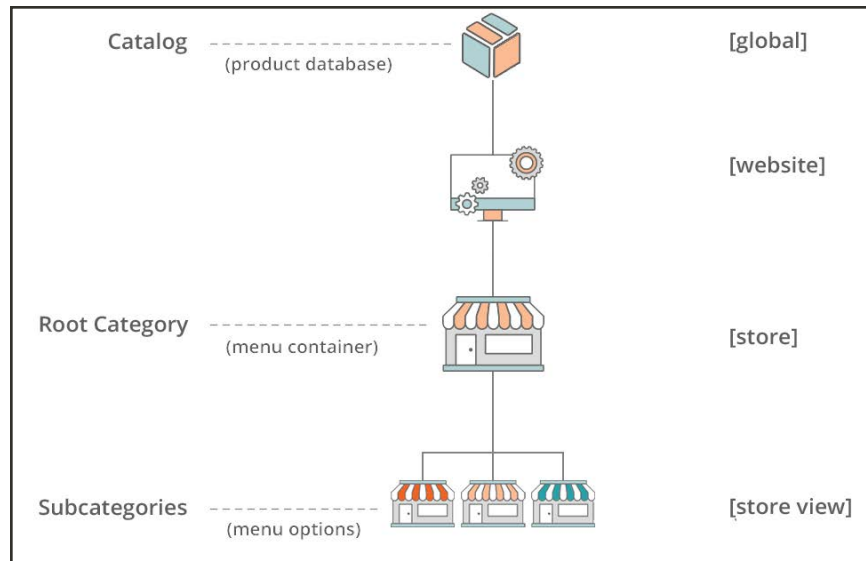 Catalog
(product database)
[global]
[website]
Root Category
(menu container)
[store]
Subcategories
(menu options)
[store view]